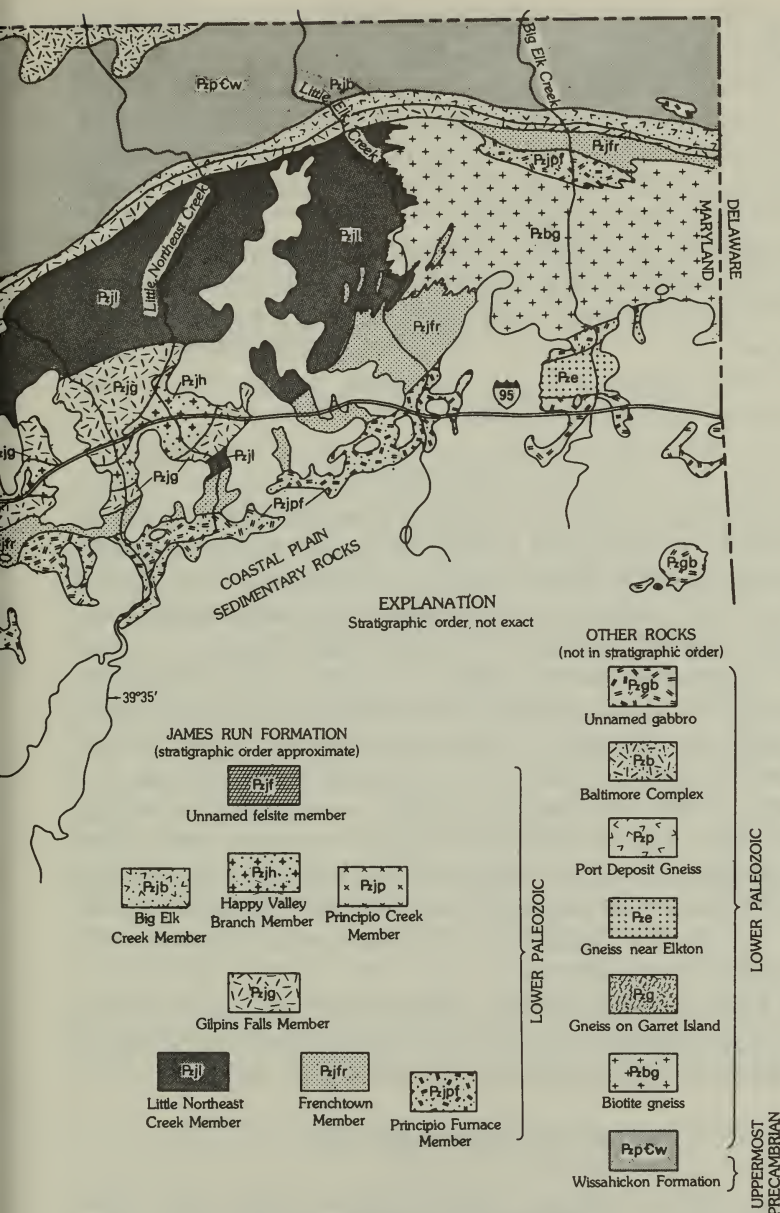 PzpЄw
Pzjb
Little Elk Creek
Big Elk Creek
Pzjfr
Pzjpf
Little Northeast Creek
Pzjl
Pzjl
Pzbg
MARYLAND
DELAWARE
Pzjfr
Pzjg
Pzjh
Pze
95
Pzjg
Pzjl
Pzjpf
COASTAL PLAIN
SEDIMENTARY ROCKS
Pzgb
39°35'
EXPLANATION
Stratigraphic order, not exact
JAMES RUN FORMATION
(stratigraphic order approximate)
Pzjf
Unnamed felsite member
Pzjb
Big Elk
Creek Member
Pzjh
Happy Valley
Branch Member
Pzjp
Principio Creek
Member
Pzjg
Gilpins Falls Member
Pzjl
Little Northeast
Creek Member
Pzjfr
Frenchtown
Member
Pzjpf
Principio Furnace
Member
LOWER PALEOZOIC
OTHER ROCKS
(not in stratigraphic order)
Pzgb
Unnamed gabbro
Pzb
Baltimore Complex
Pzp
Port Deposit Gneiss
Pze
Gneiss near Elkton
Pzg
Gneiss on Garret Island
Pzbg
Biotite gneiss
PzpЄw
Wissahickon Formation
LOWER PALEOZOIC
UPPERMOST
PRECAMBRIAN